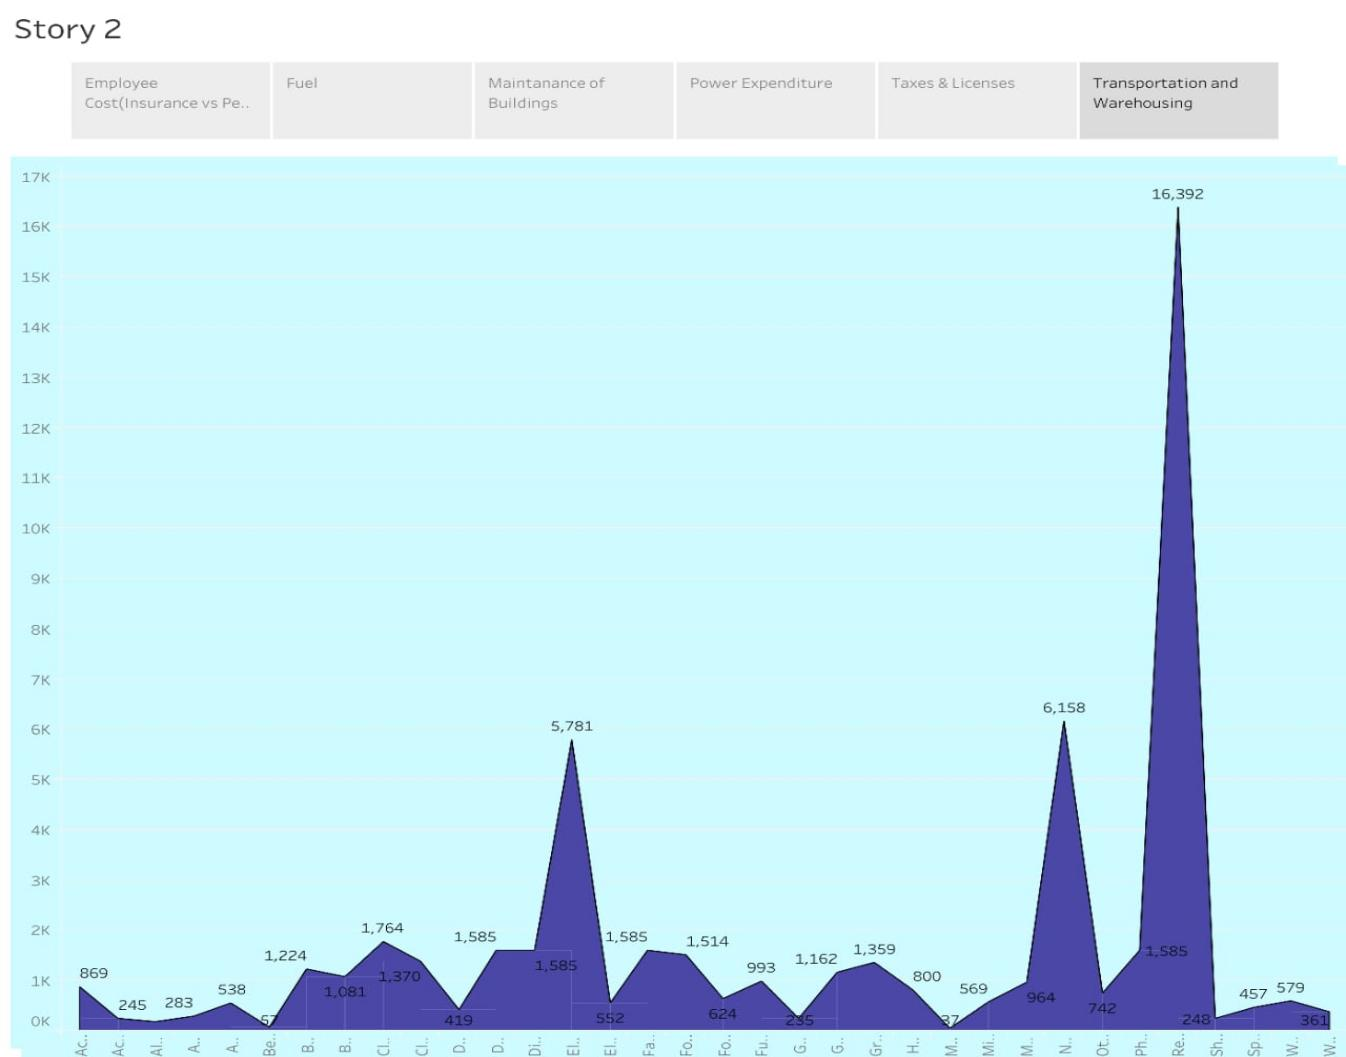 Story 2
Employee
Cost(Insurance vs Pe..
Fuel
Maintanance of
Buildings
Power Expenditure
Taxes & Licenses
Transportation and
Warehousing
17K
16K
15K
14K
13K
12K
11K
10K
9K
8K
7K
6K
5K
4K
3K
2K
1K
0K
869
245
283
538
57
1,224
1,081
1,764
1,370
419
1,585
1,585
5,781
552
1,585
1,514
624
993
235
1,162
1,359
800
37
569
964
6,158
742
1,585
16,392
248
457
579
361
Ac..
Ac..
Al..
A..
A..
Be..
B..
B..
Cl..
Cl..
D..
D..
Di..
El..
El..
Fa..
Fo..
Fo..
Fu..
G..
G..
Gr..
H..
M..
Mi..
M..
N..
Ot..
Ph..
Re..
Sh..
Sp..
W..
W..